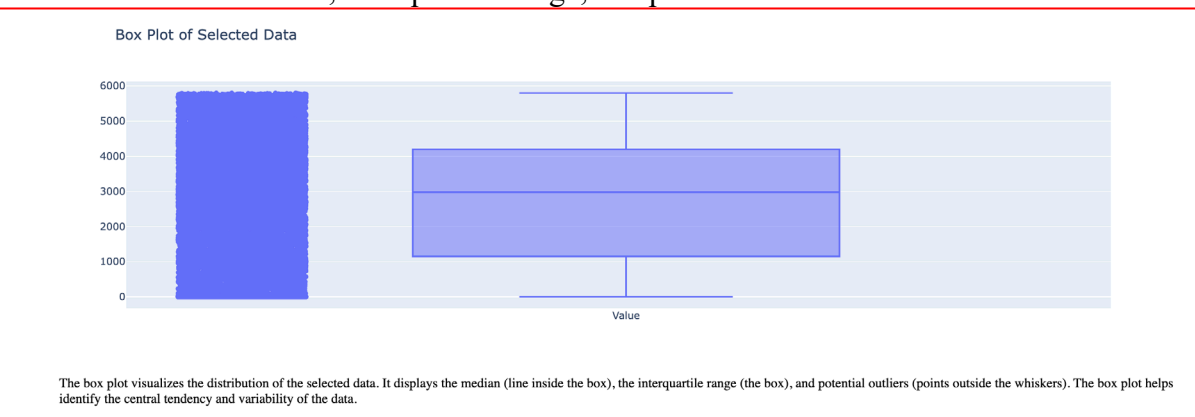 Box Plot of Selected Data
6000
5000
4000
3000
2000
1000
0
Value
The box plot visualizes the distribution of the selected data. It displays the median (line inside the box), the interquartile range (the box), and potential outliers (points outside the whiskers). The box plot helps
identify the central tendency and variability of the data.